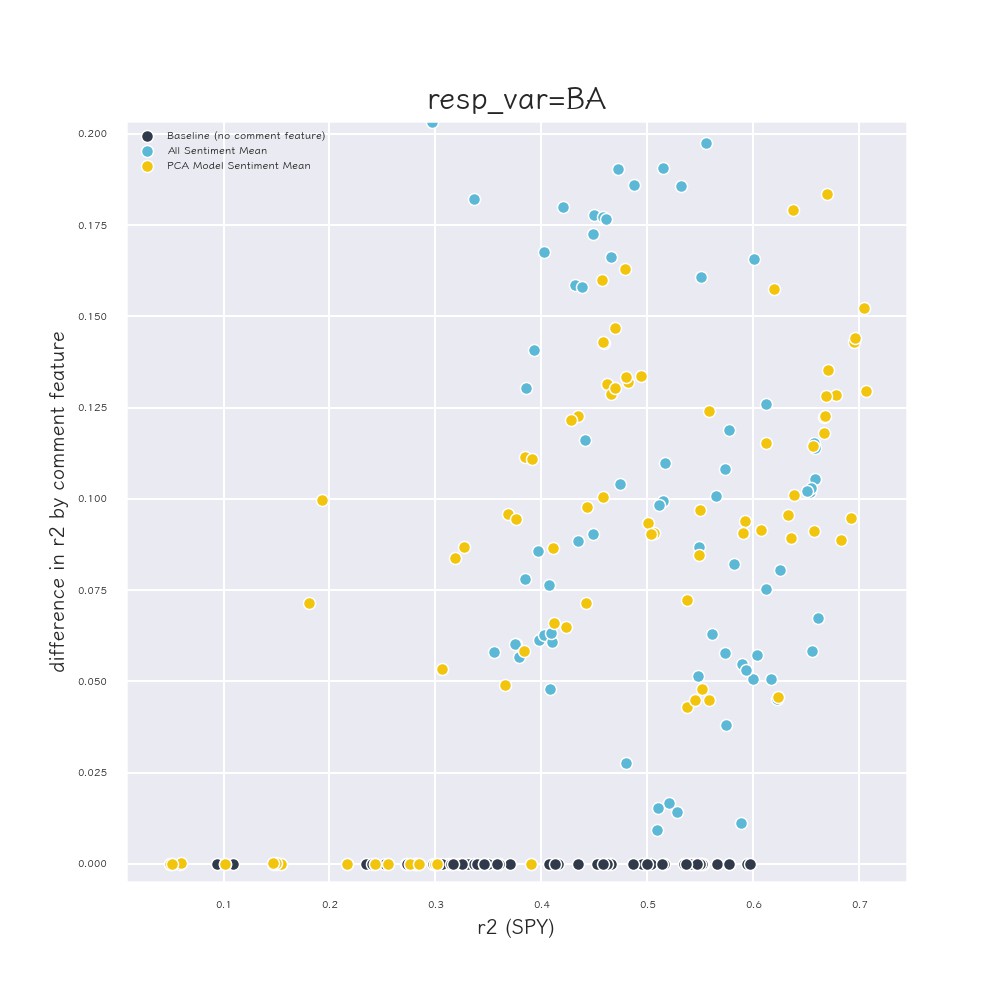 resp_var=BA
Baseline (no comment feature)
All Sentiment Mean
PCA Model Sentiment Mean
difference in r2 by comment feature
0.200
0.175
0.150
0.125
0.100
0.075
0.050
0.025
0.000
0.1 0.2 0.3 0.4 0.5 0.6 0.7
r2 (SPY)